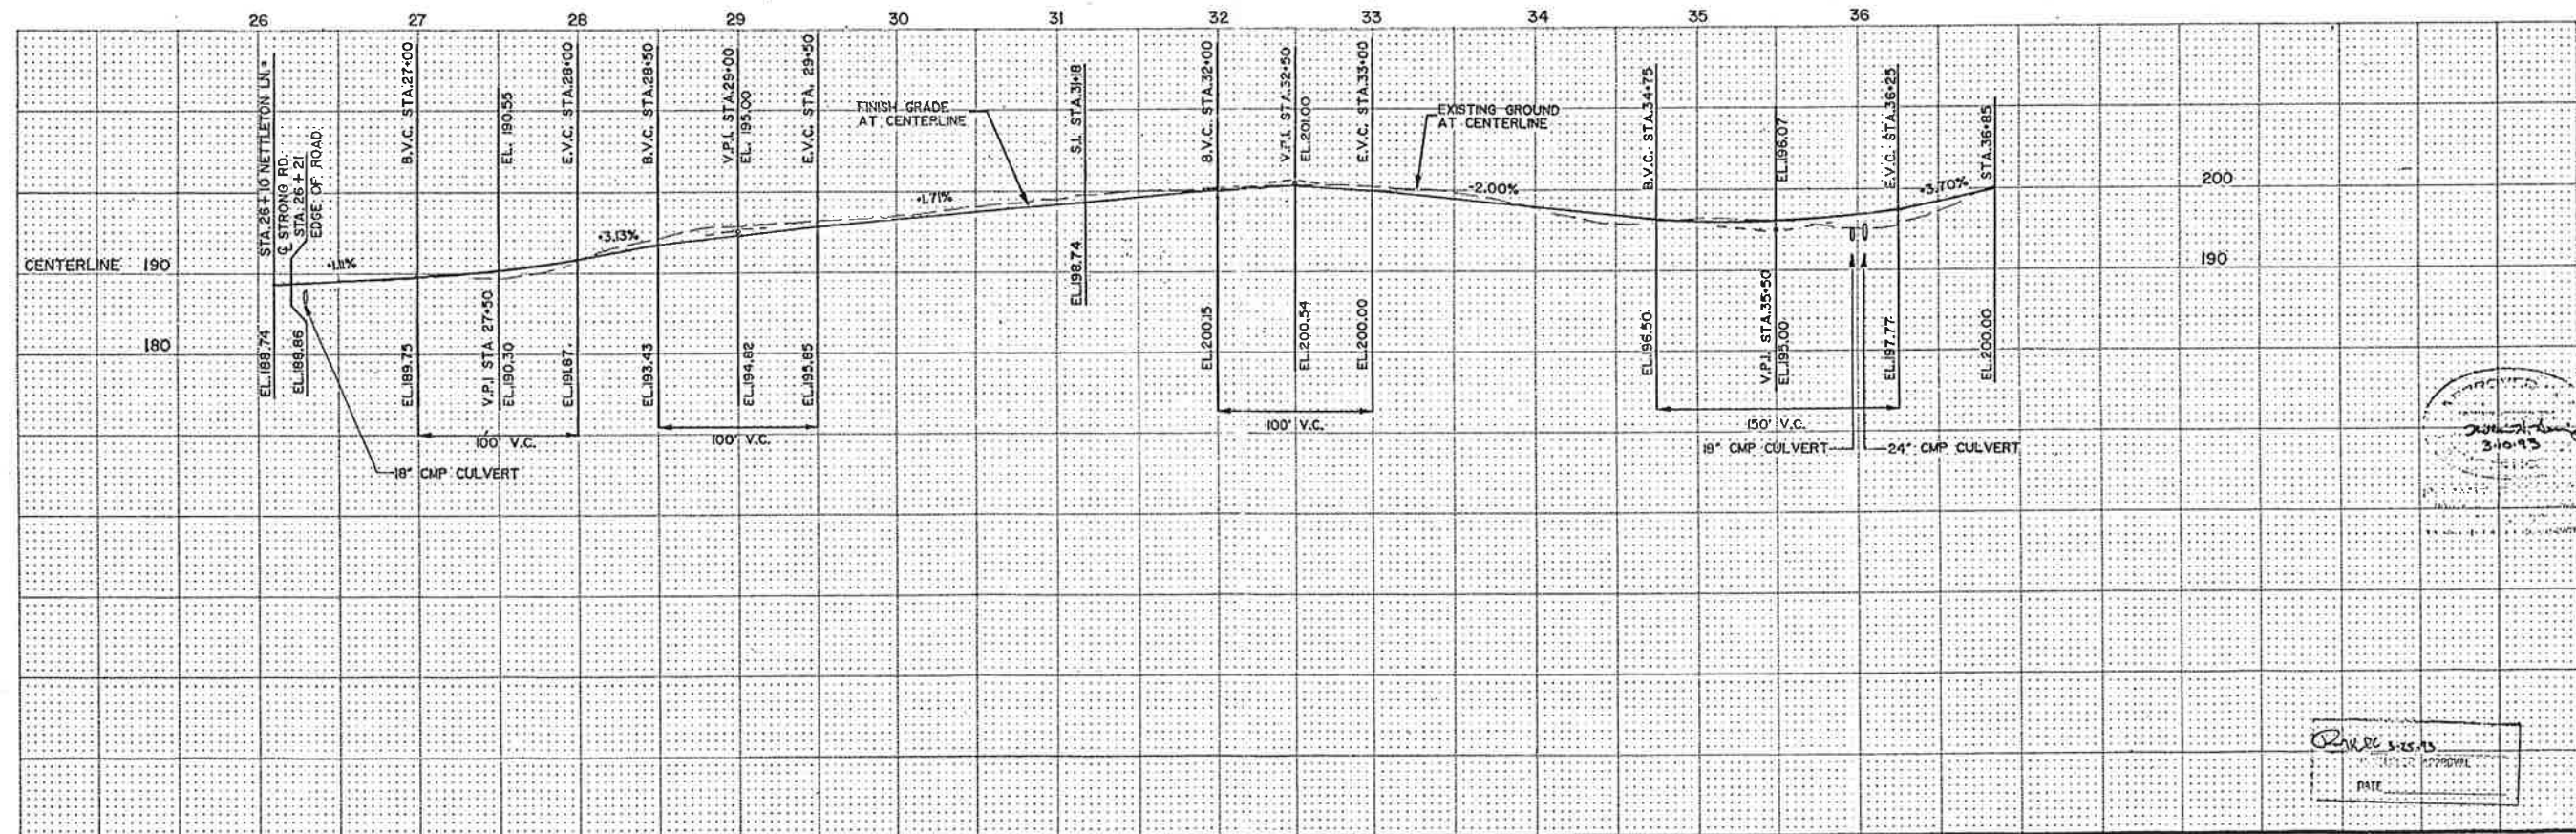 26 27 28 29 30 31 32 33 34 35 36
STA. 26 + 10 NETTLETON LN. =
℄ STRONG RD.
STA. 26 + 21
EDGE OF ROAD
B.V.C. STA. 27+00
EL. 190.55
E.V.C. STA. 28+00
B.V.C. STA. 28+50
V.P.I. STA. 29+00
EL. 195.00
E.V.C. STA. 29+50
FINISH GRADE
AT CENTERLINE
S.I. STA. 31+18
B.V.C. STA. 32+00
V.P.I. STA. 32+50
EL. 201.00
E.V.C. STA. 33+00
EXISTING GROUND
AT CENTERLINE
B.V.C. STA. 34+75
EL. 196.07
E.V.C. STA. 36+25
STA. 36+85
+1.11%
+3.13%
+1.71%
-2.00%
+3.70%
200
CENTERLINE 190
190
180
EL. 188.74
EL. 188.86
EL. 189.75
V.P.I STA 27+50
EL. 190.30
EL. 191.87
EL. 193.43
EL. 194.82
EL. 195.85
EL. 198.74
EL. 200.15
EL. 200.54
EL. 200.00
EL. 196.50
V.P.I. STA. 35+50
EL. 195.00
EL. 197.77
EL. 200.00
100' V.C.
100' V.C.
100' V.C.
150' V.C.
18" CMP CULVERT
18" CMP CULVERT
24" CMP CULVERT
APPROVED
3-10-93
3-25-93
APPROVAL
DATE